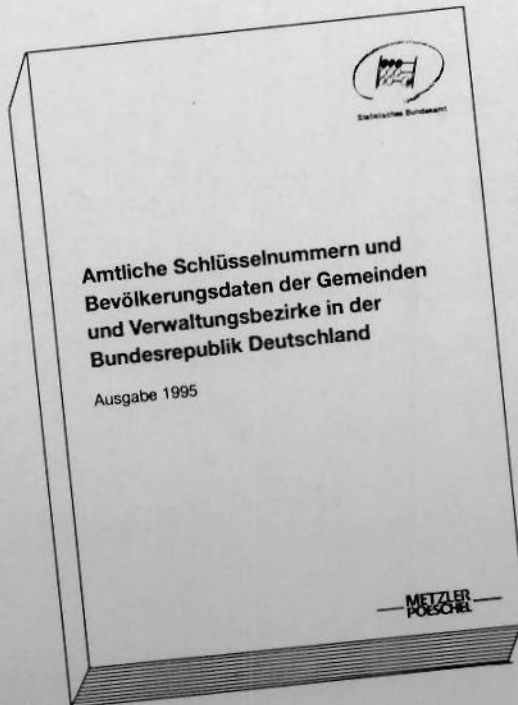 Statistisches Bundesamt
Amtliche Schlüsselnummern und
Bevölkerungsdaten der Gemeinden
und Verwaltungsbezirke in der
Bundesrepublik Deutschland
Ausgabe 1995
METZLER
POESCHEL